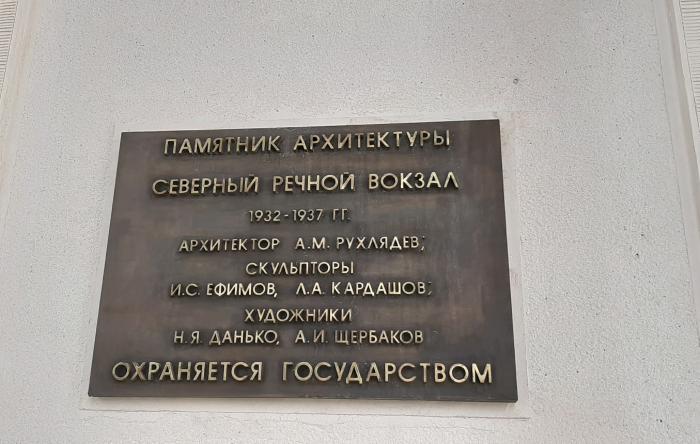 ПАМЯТНИК АРХИТЕКТУРЫ
СЕВЕРНЫЙ РЕЧНОЙ ВОКЗАЛ
1932-1937 ГГ.
АРХИТЕКТОР А.М. РУХЛЯДЕВ;
СКУЛЬПТОРЫ
И.С. ЕФИМОВ, Л.А. КАРДАШОВ;
ХУДОЖНИКИ
Н.Я. ДАНЬКО, А.И. ЩЕРБАКОВ
ОХРАНЯЕТСЯ ГОСУДАРСТВОМ